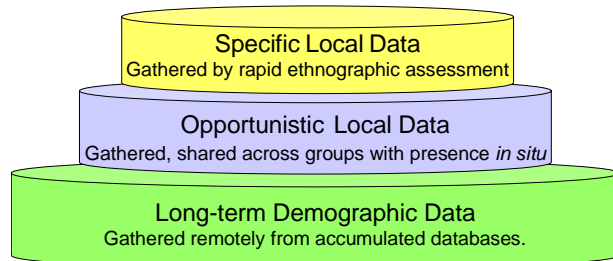 Specific Local Data
Gathered by rapid ethnographic assessment
Opportunistic Local Data
Gathered, shared across groups with presence in situ
Long-term Demographic Data
Gathered remotely from accumulated databases.